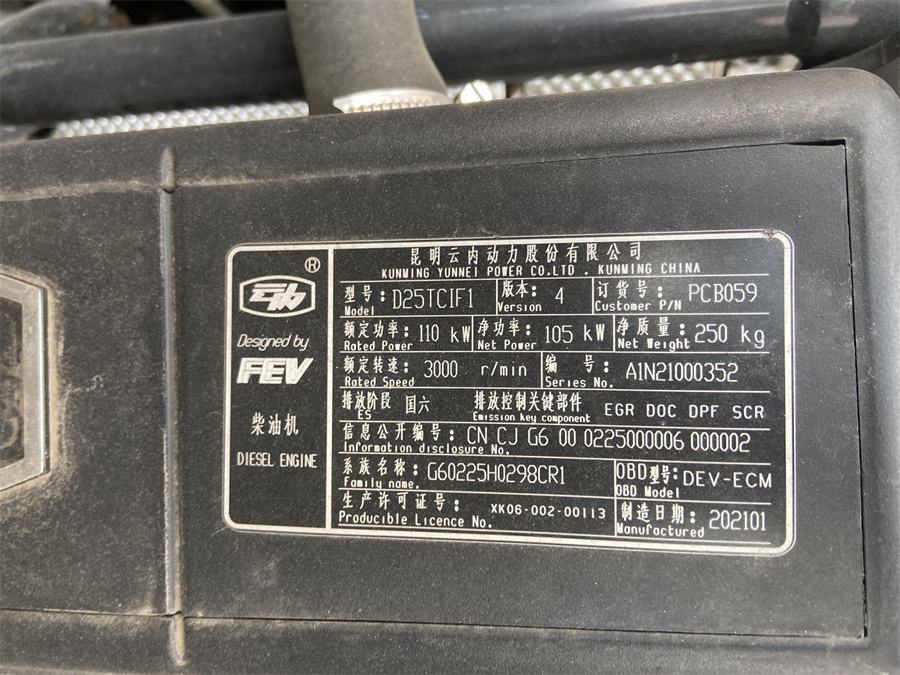 昆明云内动力股份有限公司
KUNMING YUNNEI POWER CO.LTD . KUNMING CHINA
®
云内
Designed by
FEV
柴油机
DIESEL ENGINE
型号: D25TCIF1 版本: 4 订货号: PCB059
Model Version Customer P/N
额定功率: 110 kW 净功率: 105 kW 净质量: 250 kg
Rated Power Net Power Net Weight
额定转速: 3000 r/min 编 号: A1N21000352
Rated Speed Series No.
排放阶段 国六 排放控制关键部件 EGR DOC DPF SCR
ES Emission key component
信息公开编号: CN CJ G6 00 0225000006 000002
Information disclosure No.
系族名称: G60225H0298CR1 OBD型号: DEV-ECM
Family name. OBD Model
生产许可证号: XK06-002-00113 制造日期: 202101
Producible Licence No. Manufactured